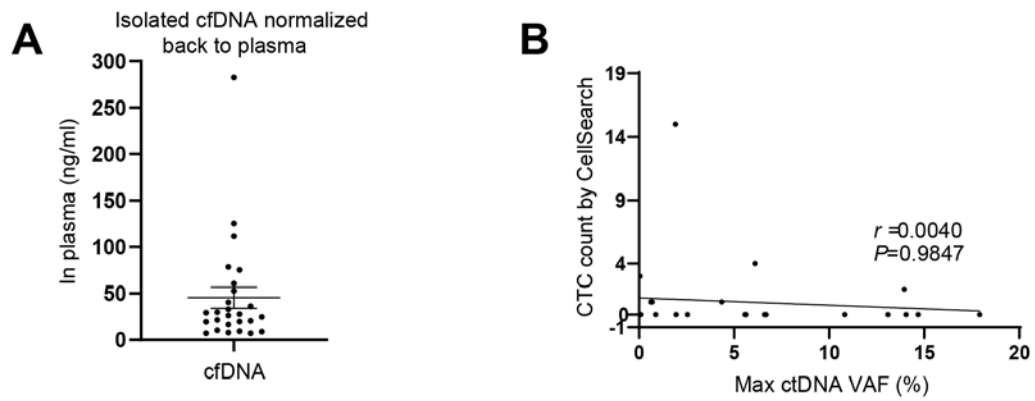 A
Isolated cfDNA normalized
back to plasma
300
250
200
150
100
50
0
In plasma (ng/ml)
cfDNA
B
19
14
9
4
0
-1
CTC count by CellSearch
r =0.0040
P=0.9847
0 5 10 15 20
Max ctDNA VAF (%)